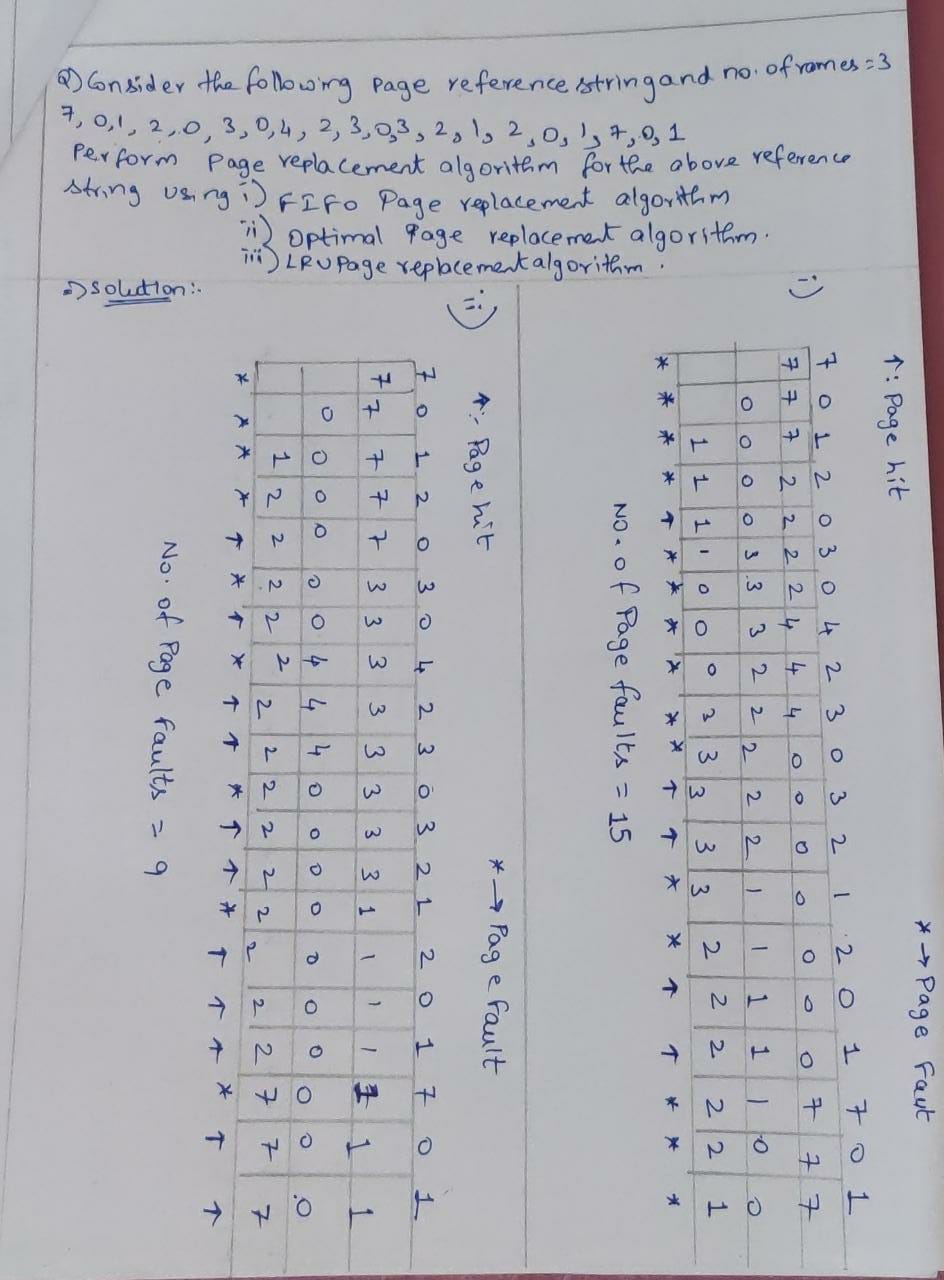 Q) Consider the following page reference string and no. of frames = 3
7, 0, 1, 2, 0, 3, 0, 4, 2, 3, 0, 3, 2, 1, 2, 0, 1, 7, 0, 1
Perform Page replacement algorithm for the above reference
string using i) FIFO Page replacement algorithm
ii) Optimal Page replacement algorithm.
iii) LRU Page replacement algorithm.
=) Solution:-
i)
↑: Page hit * → Page Faut
7 0 1 2 0 3 0 4 2 3 0 3 2 1 2 0 1 7 0 1
7 7 7 2 2 2 2 4 4 4 0 0 0 0 0 0 0 7 7 7
0 0 0 0 3 3 3 2 2 2 2 2 1 1 1 1 1 0 0
1 1 1 1 0 0 0 3 3 3 3 3 2 2 2 2 2 1
* * * * ↑ * * * * * * ↑ ↑ * * ↑ ↑ * * *
No. of Page faults = 15
ii)
↑:- Page hit * → Page fault
7 0 1 2 0 3 0 4 2 3 0 3 2 1 2 0 1 7 0 1
7 7 7 7 7 3 3 3 3 3 3 3 3 1 1 1 1 1 1 1
0 0 0 0 0 0 4 4 4 0 0 0 0 0 0 0 0 0 0
1 2 2 2 2 2 2 2 2 2 2 2 2 2 2 7 7 7
* * * * ↑ * ↑ * ↑ ↑ * ↑ ↑ * ↑ ↑ ↑ * ↑ ↑
No. of Page Faults = 9